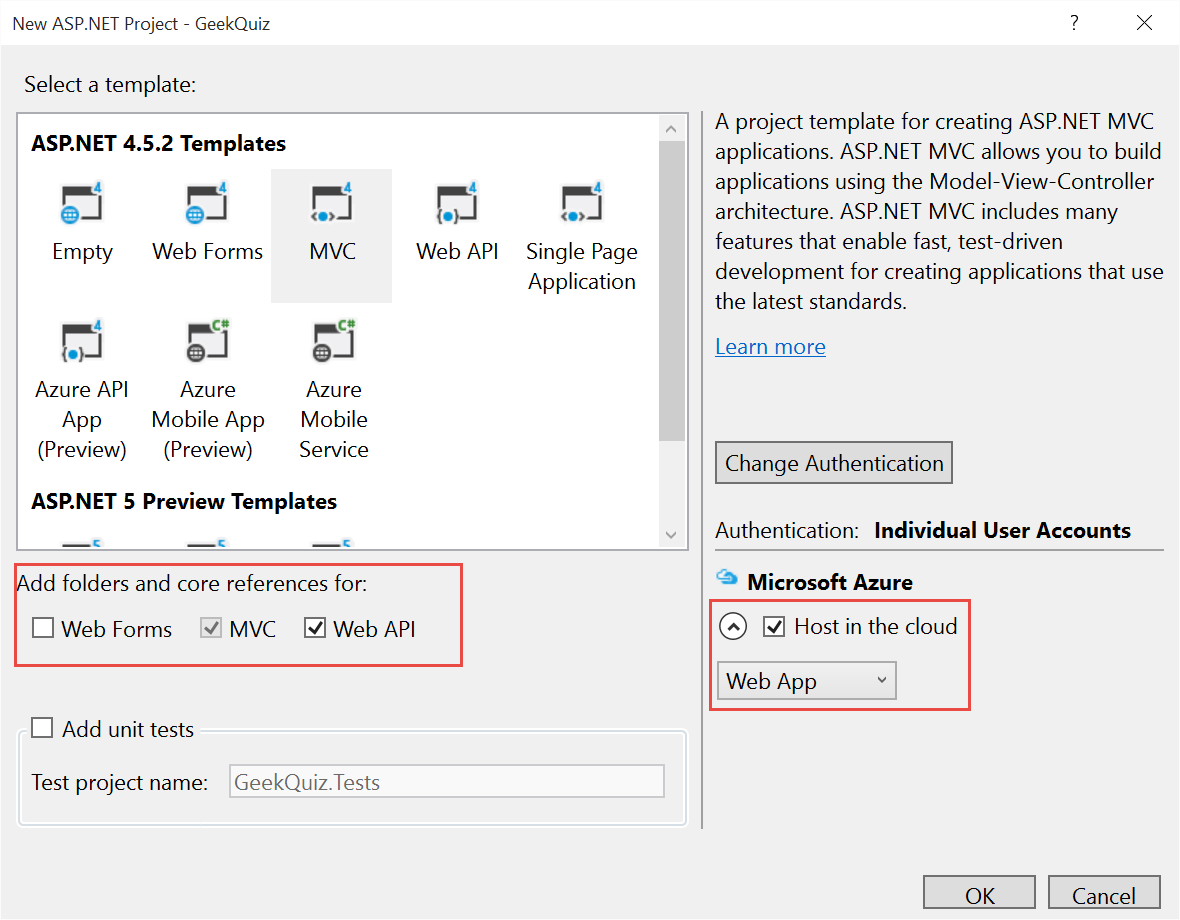 New ASP.NET Project - GeekQuiz
?
Select a template:
ASP.NET 4.5.2 Templates
4 4 4 4 4
Empty Web Forms MVC Web API Single Page
Application
4 C# C#
Azure API Azure Azure
App Mobile App Mobile
(Preview) (Preview) Service
ASP.NET 5 Preview Templates
5 5 5
Add folders and core references for:
Web Forms MVC Web API
Add unit tests
Test project name: GeekQuiz.Tests
A project template for creating ASP.NET MVC
applications. ASP.NET MVC allows you to build
applications using the Model-View-Controller
architecture. ASP.NET MVC includes many
features that enable fast, test-driven
development for creating applications that use
the latest standards.
Learn more
Change Authentication
Authentication: Individual User Accounts
Microsoft Azure
Host in the cloud
Web App
OK Cancel